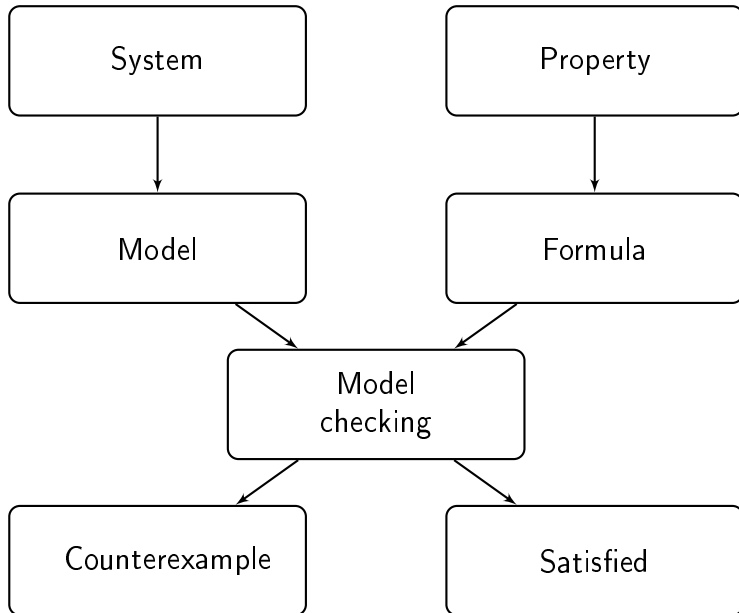 System
Property
Model
Formula
Model
checking
Counterexample
Satisfied